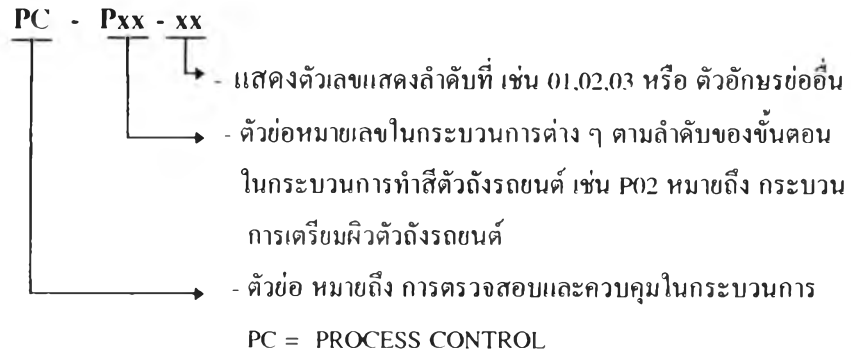 PC - Pxx - xx
- แสดงตัวเลขแสดงลำดับที่ เช่น 01,02,03 หรือ ตัวอักษรย่ออื่น
- ตัวย่อหมายเลขในกระบวนการต่าง ๆ ตามลำดับของขั้นตอน
ในกระบวนการทำสีตัวถังรถยนต์ เช่น P02 หมายถึง กระบวน
การเตรียมผิวตัวถังรถยนต์
- ตัวย่อ หมายถึง การตรวจสอบและควบคุมในกระบวนการ
PC = PROCESS CONTROL